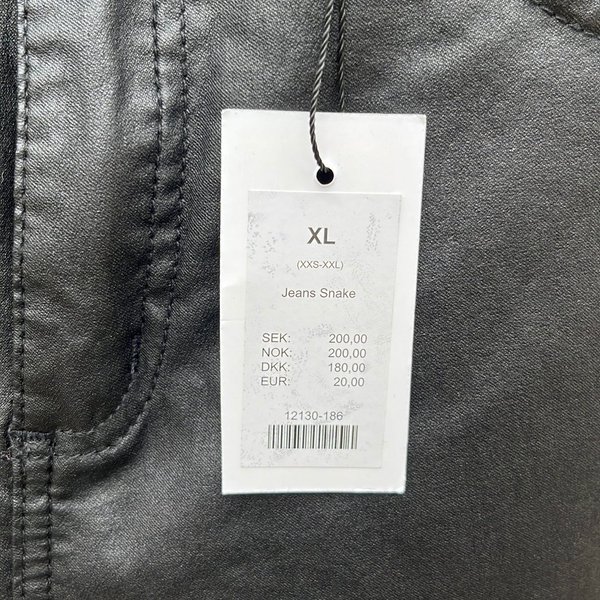 XL
(XXS-XXL)
Jeans Snake
SEK: 200,00
NOK: 200,00
DKK: 180,00
EUR: 20,00
12130-186